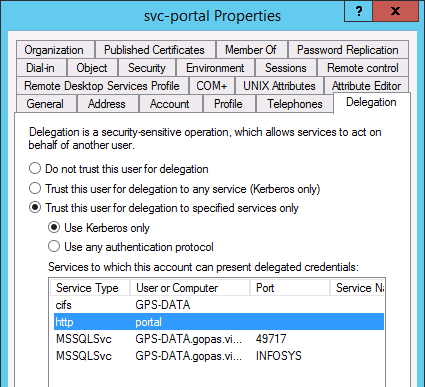 svc-portal Properties
? x
Organization Published Certificates Member Of Password Replication
Dial-in Object Security Environment Sessions Remote control
Remote Desktop Services Profile COM+ UNIX Attributes Attribute Editor
General Address Account Profile Telephones Delegation
Delegation is a security-sensitive operation, which allows services to act on
behalf of another user.
Do not trust this user for delegation
Trust this user for delegation to any service (Kerberos only)
Trust this user for delegation to specified services only
Use Kerberos only
Use any authentication protocol
Services to which this account can present delegated credentials:
Service Type User or Computer Port Service Na
cifs GPS-DATA
http portal
MSSQLSvc GPS-DATA.gopas.vi... 49717
MSSQLSvc GPS-DATA.gopas.vi... INFOSYS